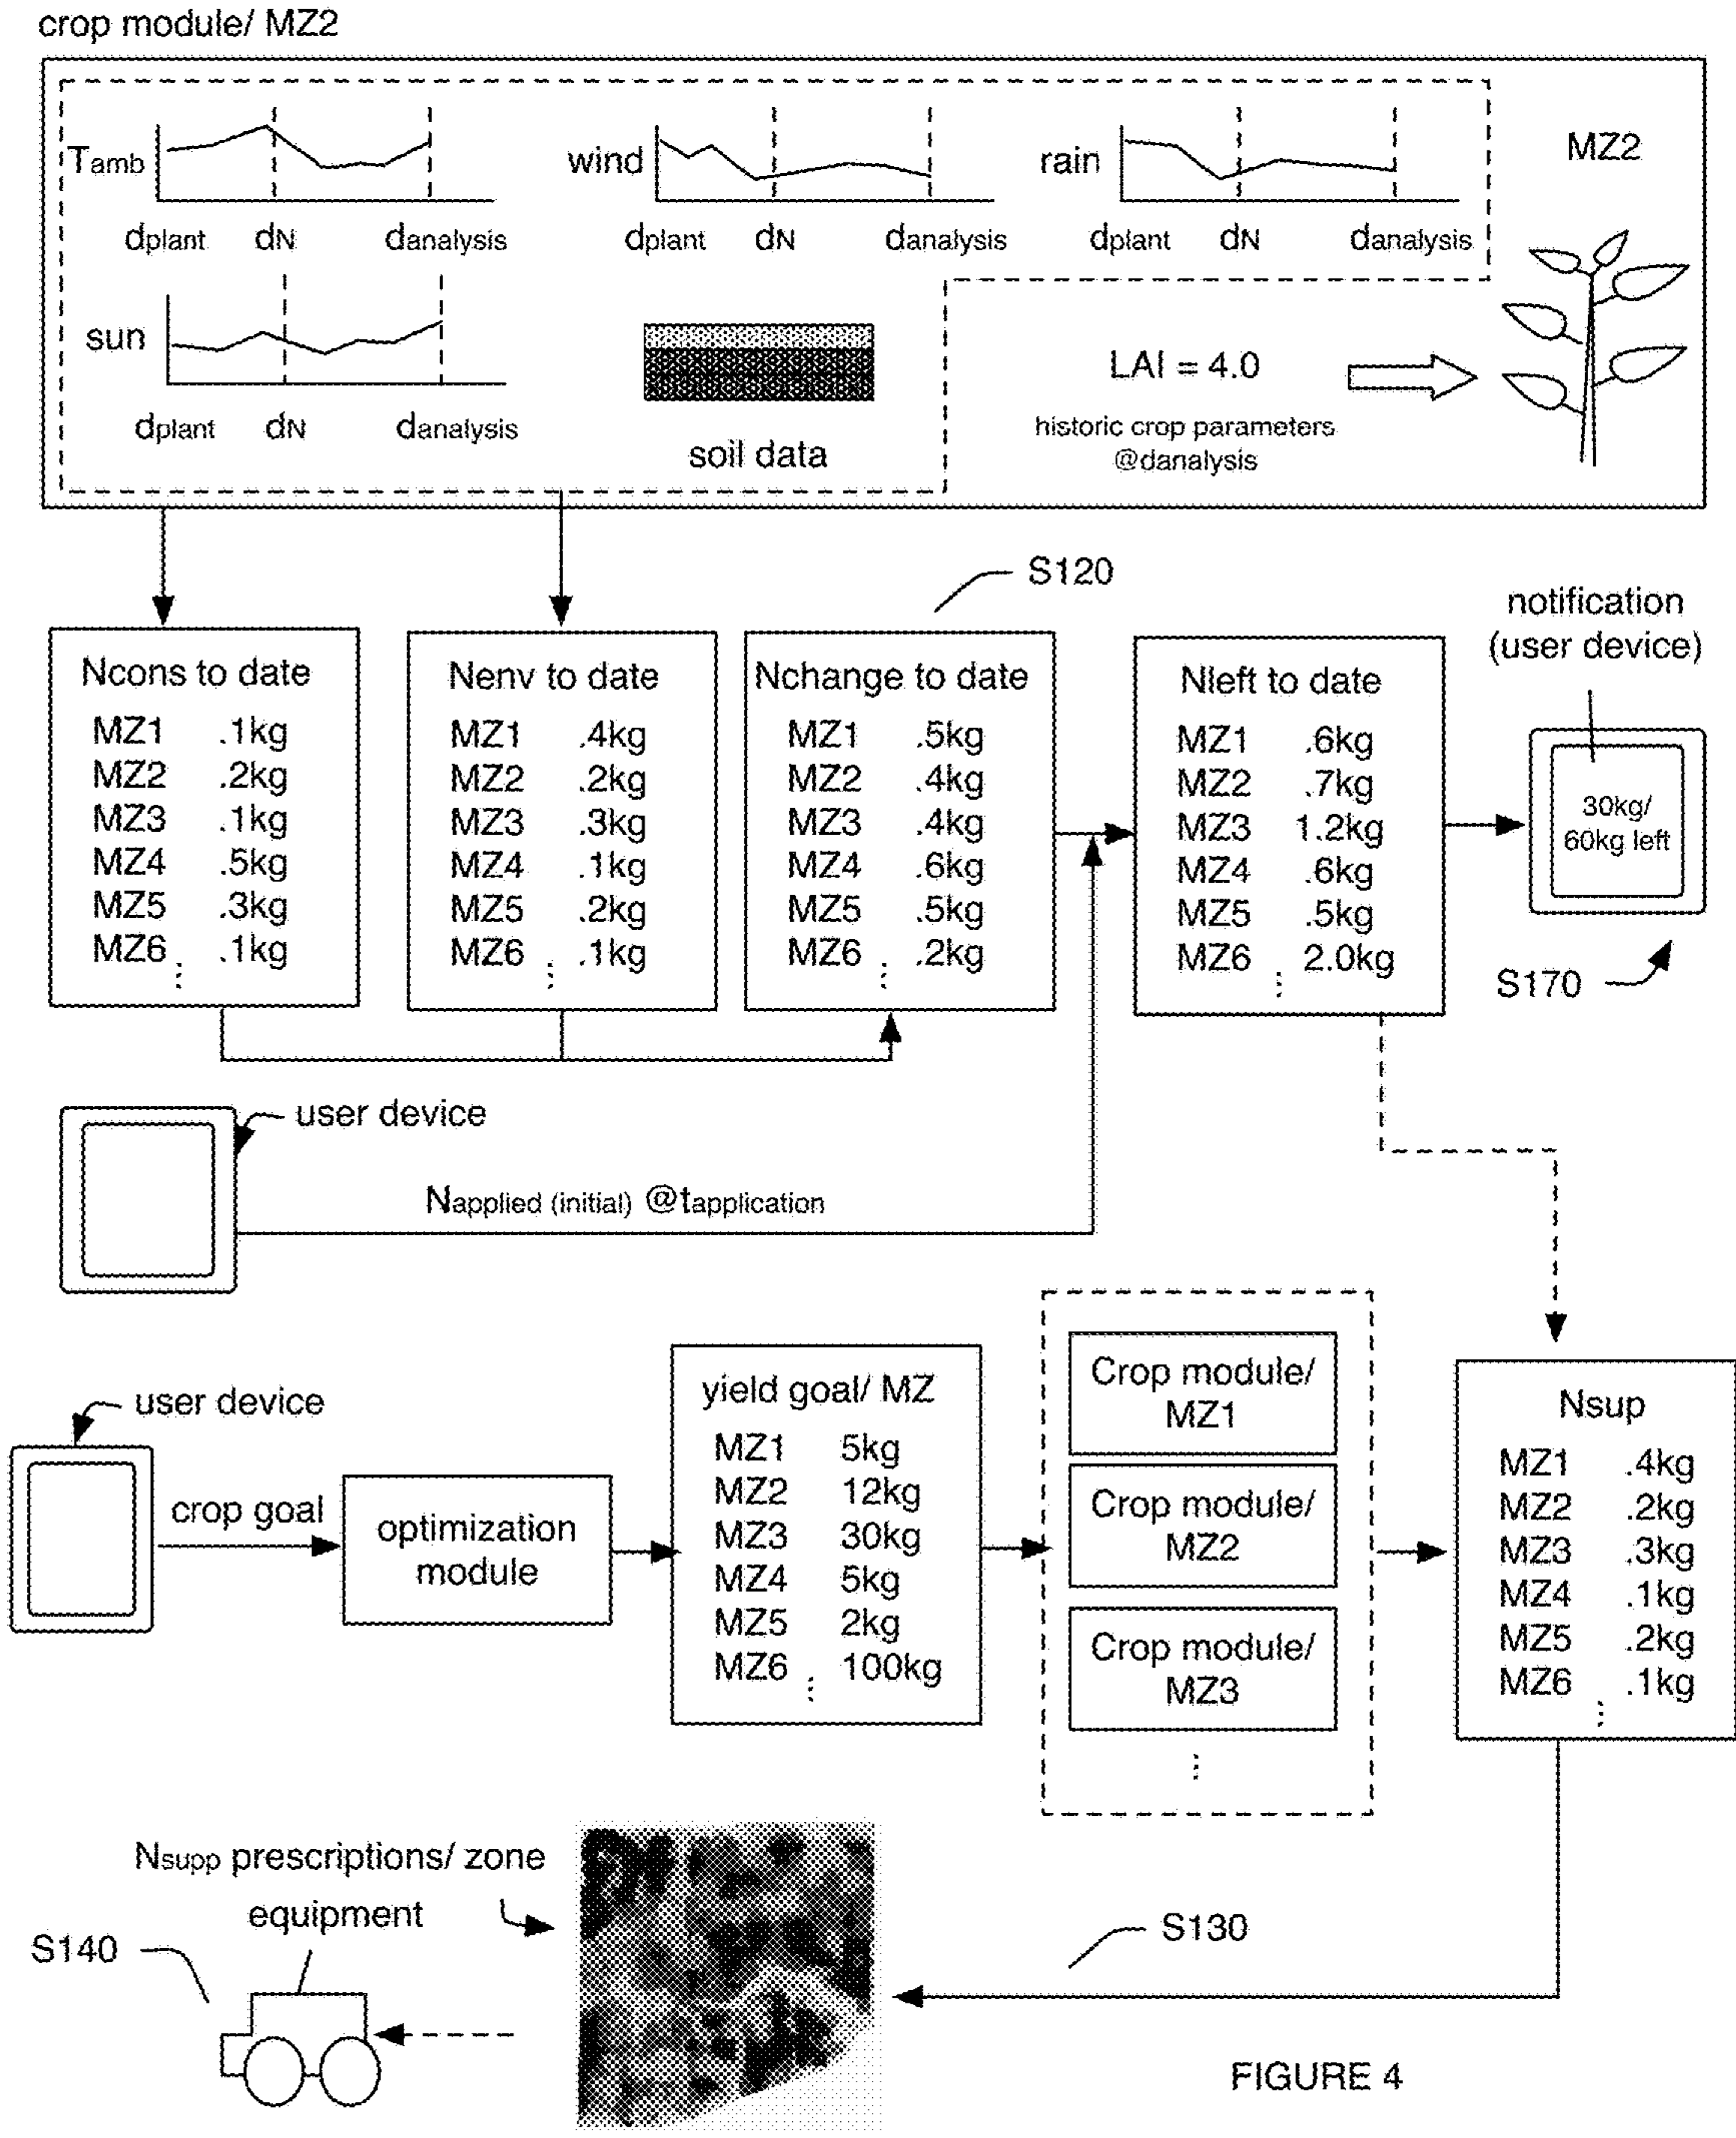 crop module/ MZ2
Tamb
dplant dN danalysis
wind
dplant dN danalysis
rain
dplant dN danalysis
MZ2
sun
dplant dN danalysis
soil data
LAI = 4.0
historic crop parameters
@danalysis
S120
Ncons to date
MZ1 .1kg
MZ2 .2kg
MZ3 .1kg
MZ4 .5kg
MZ5 .3kg
MZ6 .1kg
Nenv to date
MZ1 .4kg
MZ2 .2kg
MZ3 .3kg
MZ4 .1kg
MZ5 .2kg
MZ6 .1kg
Nchange to date
MZ1 .5kg
MZ2 .4kg
MZ3 .4kg
MZ4 .6kg
MZ5 .5kg
MZ6 .2kg
Nleft to date
MZ1 .6kg
MZ2 .7kg
MZ3 1.2kg
MZ4 .6kg
MZ5 .5kg
MZ6 2.0kg
notification
(user device)
30kg/
60kg left
S170
user device
Napplied (initial) @tapplication
user device
crop goal
optimization
module
yield goal/ MZ
MZ1 5kg
MZ2 12kg
MZ3 30kg
MZ4 5kg
MZ5 2kg
MZ6 100kg
Crop module/
MZ1
Crop module/
MZ2
Crop module/
MZ3
Nsup
MZ1 .4kg
MZ2 .2kg
MZ3 .3kg
MZ4 .1kg
MZ5 .2kg
MZ6 .1kg
Nsupp prescriptions/ zone
equipment
S140
S130
FIGURE 4